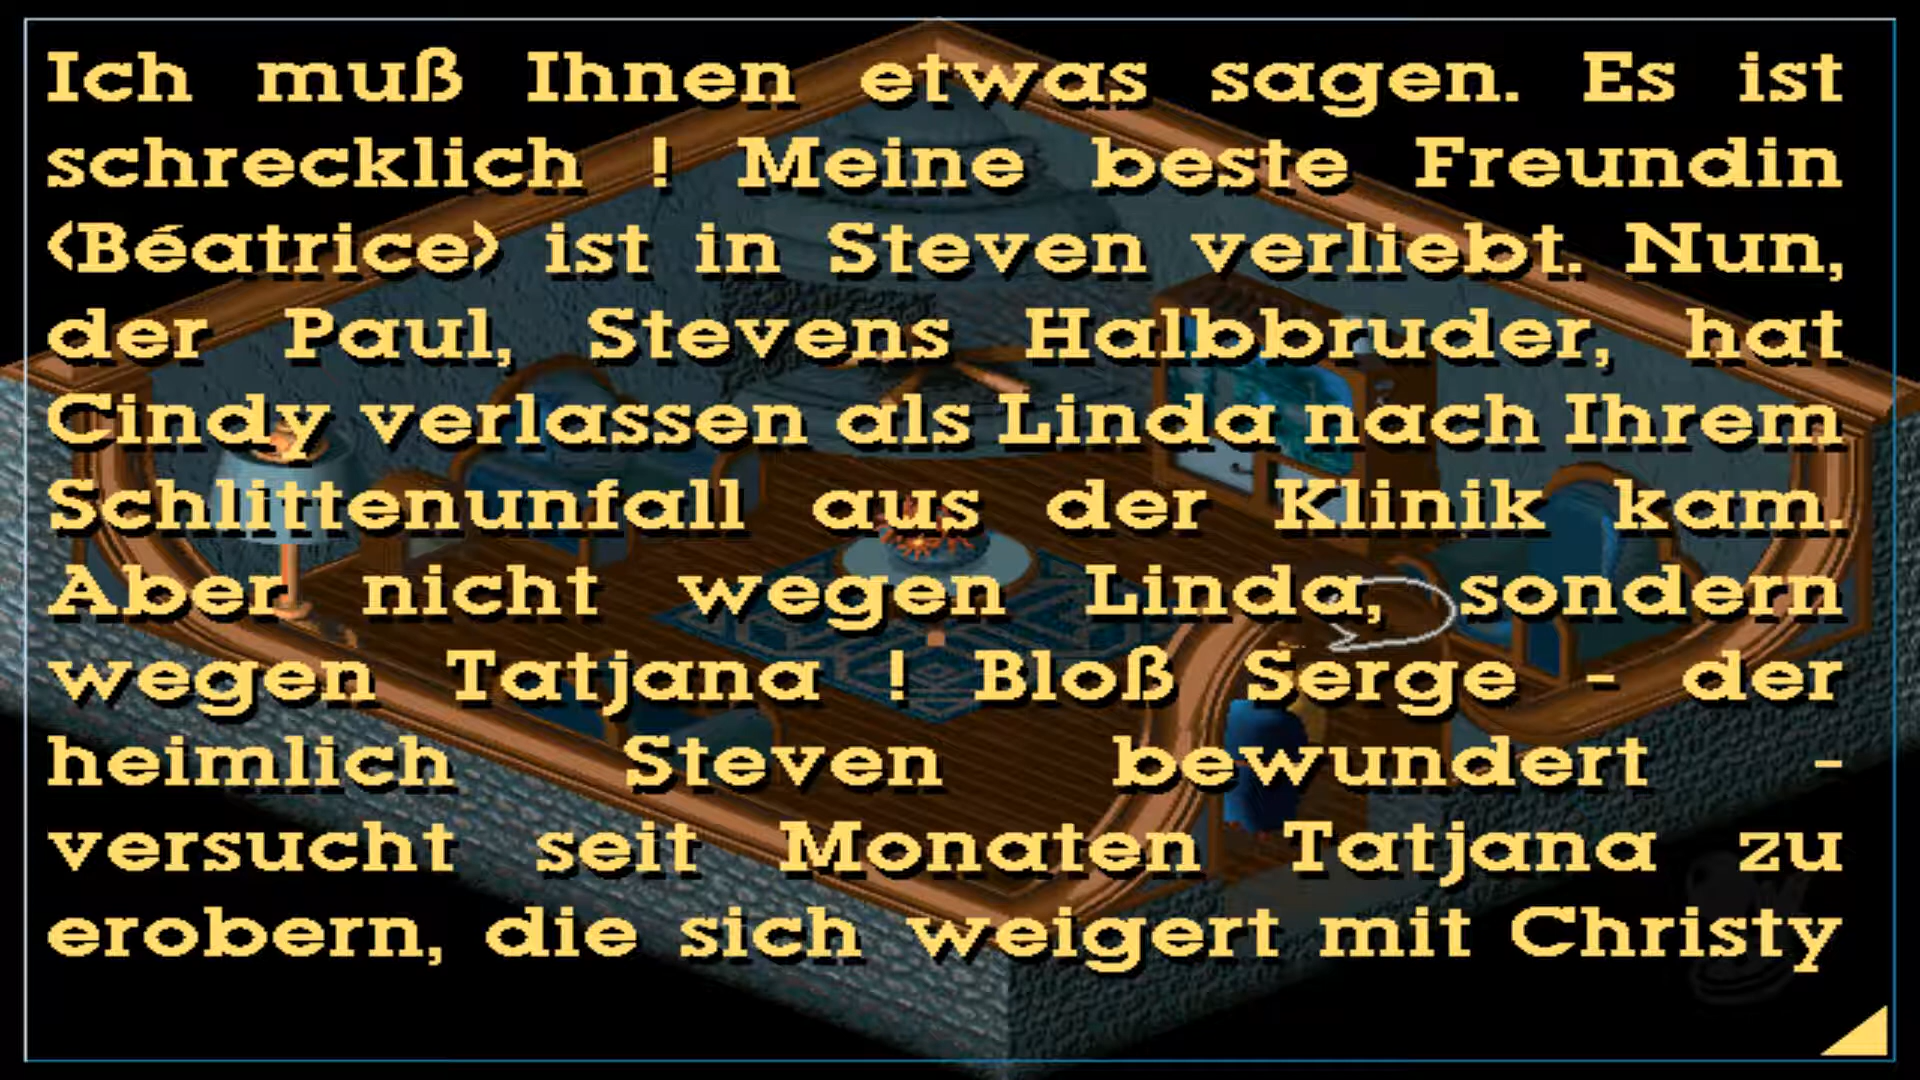 Ich muß Ihnen etwas sagen. Es ist
schrecklich ! Meine beste Freundin
<Béatrice> ist in Steven verliebt. Nun,
der Paul, Stevens Halbbruder, hat
Cindy verlassen als Linda nach Ihrem
Schlittenunfall aus der Klinik kam.
Aber nicht wegen Linda, sondern
wegen Tatjana ! Bloß Serge - der
heimlich Steven bewundert -
versucht seit Monaten Tatjana zu
erobern, die sich weigert mit Christy